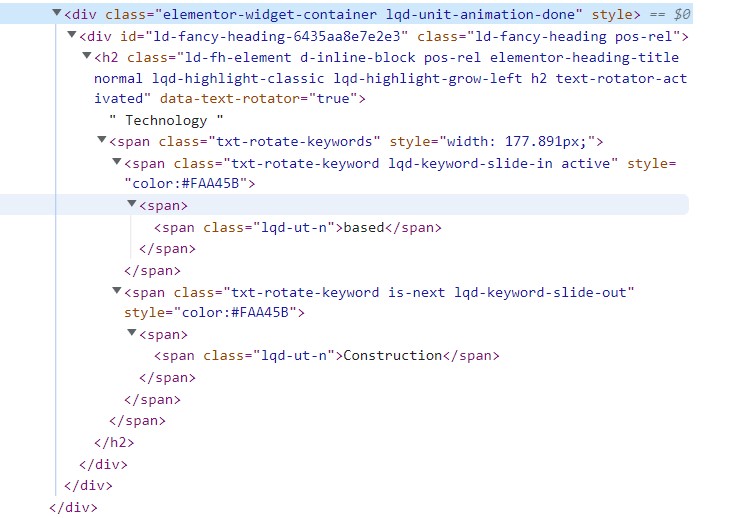 <div class="elementor-widget-container lqd-unit-animation-done" style> == $0
<div id="ld-fancy-heading-6435aa8e7e2e3" class="ld-fancy-heading pos-rel">
<h2 class="ld-fh-element d-inline-block pos-rel elementor-heading-title
normal lqd-highlight-classic lqd-highlight-grow-left h2 text-rotator-act
ivated" data-text-rotator="true">
" Technology "
<span class="txt-rotate-keywords" style="width: 177.891px;">
<span class="txt-rotate-keyword lqd-keyword-slide-in active" style=
"color:#FAA45B">
<span>
<span class="lqd-ut-n">based</span>
</span>
</span>
<span class="txt-rotate-keyword is-next lqd-keyword-slide-out"
style="color:#FAA45B">
<span>
<span class="lqd-ut-n">Construction</span>
</span>
</span>
</span>
</h2>
</div>
</div>
</div>